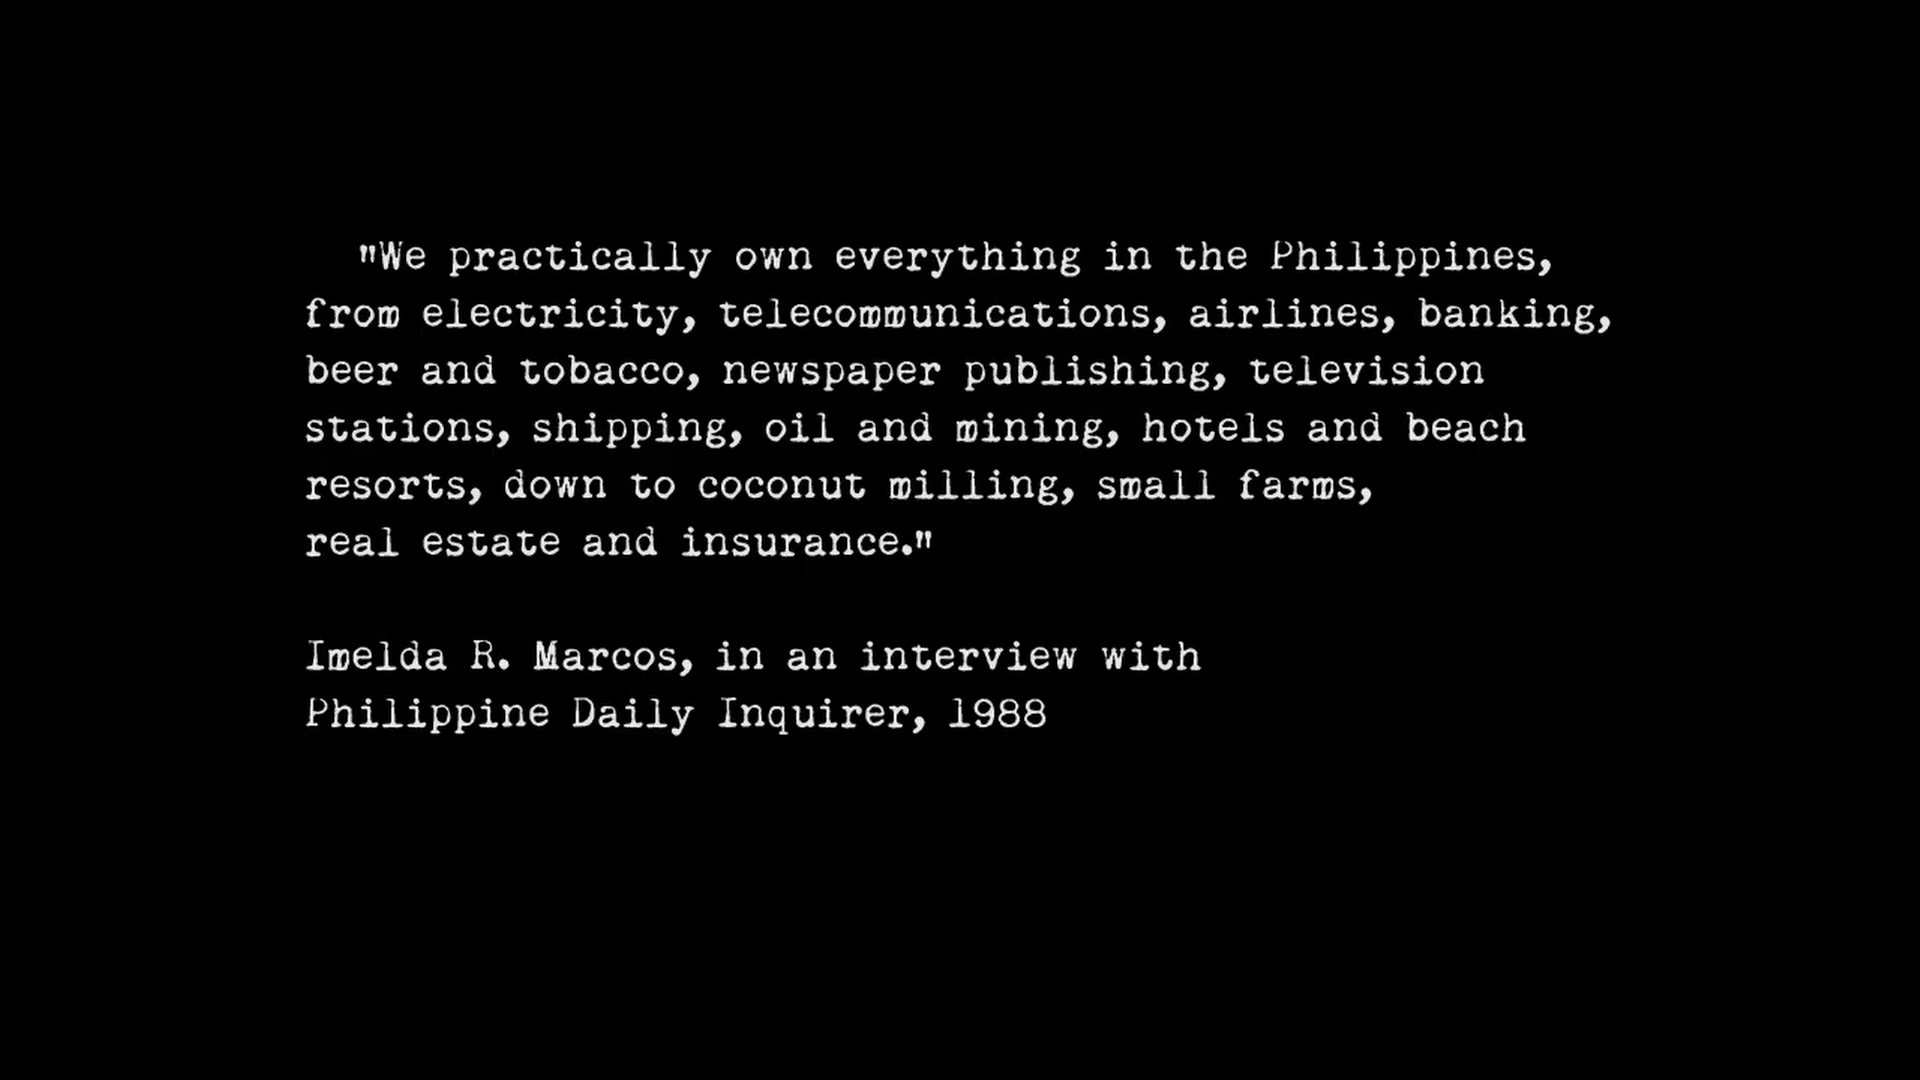 "We practically own everything in the Philippines,
from electricity, telecommunications, airlines, banking,
beer and tobacco, newspaper publishing, television
stations, shipping, oil and mining, hotels and beach
resorts, down to coconut milling, small farms,
real estate and insurance."
Imelda R. Marcos, in an interview with
Philippine Daily Inquirer, 1988